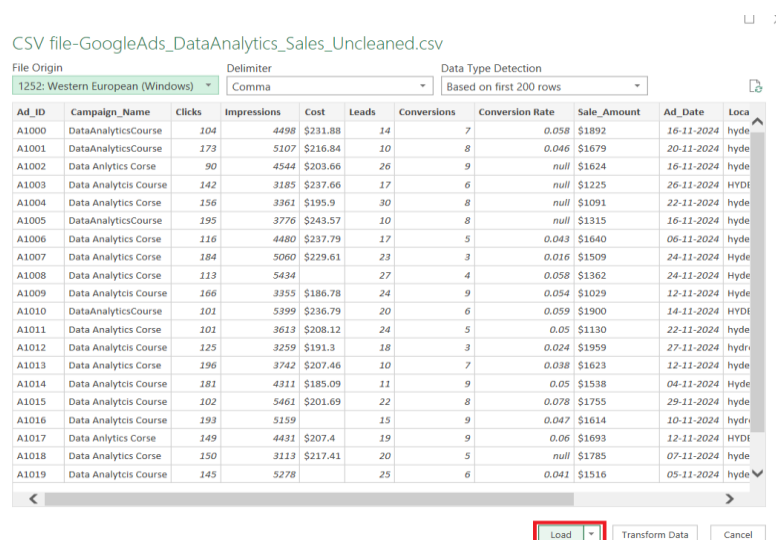 CSV file-GoogleAds_DataAnalytics_Sales_Uncleaned.csv
File Origin Delimiter Data Type Detection
1252: Western European (Windows) Comma Based on first 200 rows
Ad_ID Campaign_Name Clicks Impressions Cost Leads Conversions Conversion Rate Sale_Amount Ad_Date Loca
A1000 DataAnalyticsCourse 104 4498 $231.88 14 7 0.058 $1892 16-11-2024 hyde
A1001 DataAnalyticsCourse 173 5107 $216.84 10 8 0.046 $1679 20-11-2024 hyde
A1002 Data Anlytics Corse 90 4544 $203.66 26 9 null $1624 16-11-2024 hyde
A1003 Data Analytcis Course 142 3185 $237.66 17 6 null $1225 26-11-2024 HYDE
A1004 Data Analytics Corse 156 3361 $195.9 30 8 null $1091 22-11-2024 hyde
A1005 DataAnalyticsCourse 195 3776 $243.57 10 8 null $1315 16-11-2024 hyde
A1006 Data Analytics Corse 116 4480 $237.79 17 5 0.043 $1640 06-11-2024 hyde
A1007 Data Analytics Corse 184 5060 $229.61 23 3 0.016 $1509 24-11-2024 Hyde
A1008 Data Analytics Corse 113 5434 27 4 0.058 $1362 24-11-2024 Hyde
A1009 Data Analytcis Course 166 3355 $186.78 24 9 0.054 $1029 12-11-2024 Hyde
A1010 DataAnalyticsCourse 101 5399 $236.79 20 6 0.059 $1900 14-11-2024 HYDE
A1011 Data Analytics Corse 101 3613 $208.12 24 5 0.05 $1130 22-11-2024 hyde
A1012 Data Analytcis Course 125 3259 $191.3 18 3 0.024 $1959 27-11-2024 hydr
A1013 Data Analytics Corse 196 3742 $207.46 10 7 0.038 $1623 12-11-2024 hyde
A1014 Data Analytcis Course 181 4311 $185.09 11 9 0.05 $1538 04-11-2024 Hyde
A1015 Data Analytcis Course 102 5461 $201.69 22 8 0.078 $1755 29-11-2024 hyde
A1016 Data Analytcis Course 193 5159 15 9 0.047 $1614 10-11-2024 hydr
A1017 Data Anlytics Corse 149 4431 $207.4 19 9 0.06 $1693 12-11-2024 HYDE
A1018 Data Analytics Corse 150 3113 $217.41 20 5 null $1785 07-11-2024 hyde
A1019 Data Analytcis Course 145 5278 25 6 0.041 $1516 05-11-2024 hyde
Load Transform Data Cancel